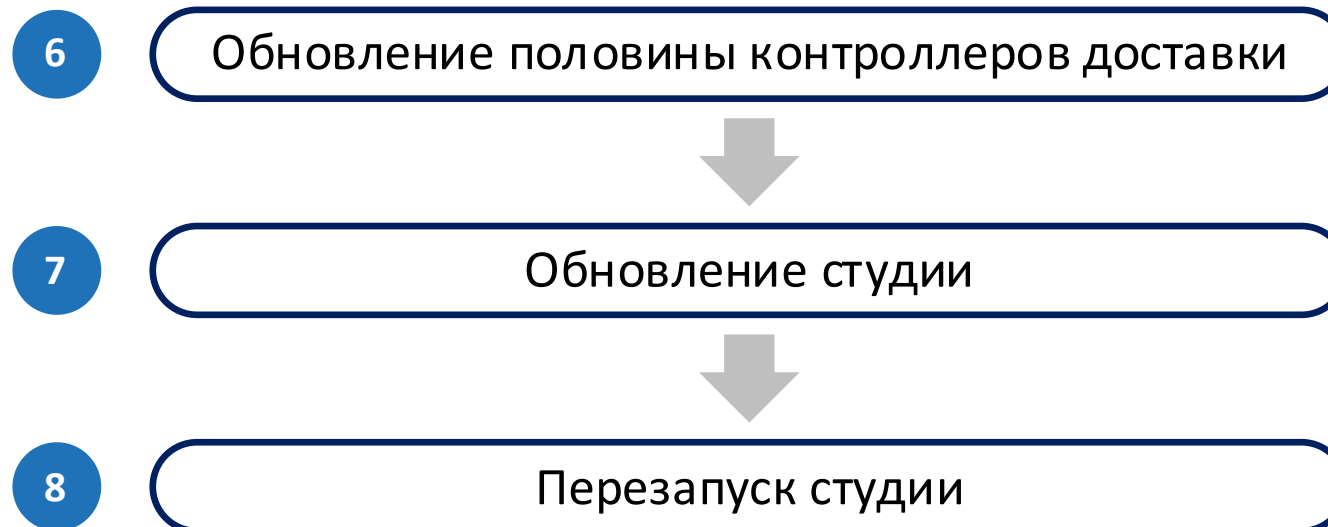 6 Обновление половины контроллеров доставки
7 Обновление студии
8 Перезапуск студии